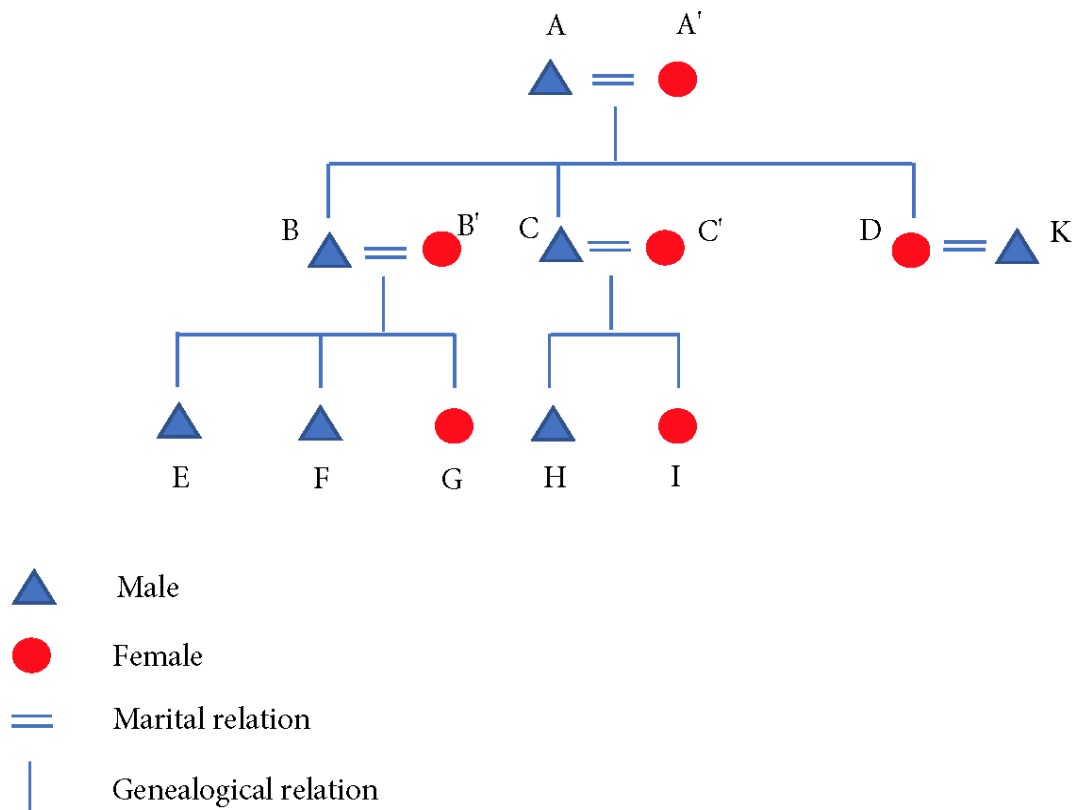 A A'
B B' C C' D K
E F G H I
Male
Female
Marital relation
Genealogical relation